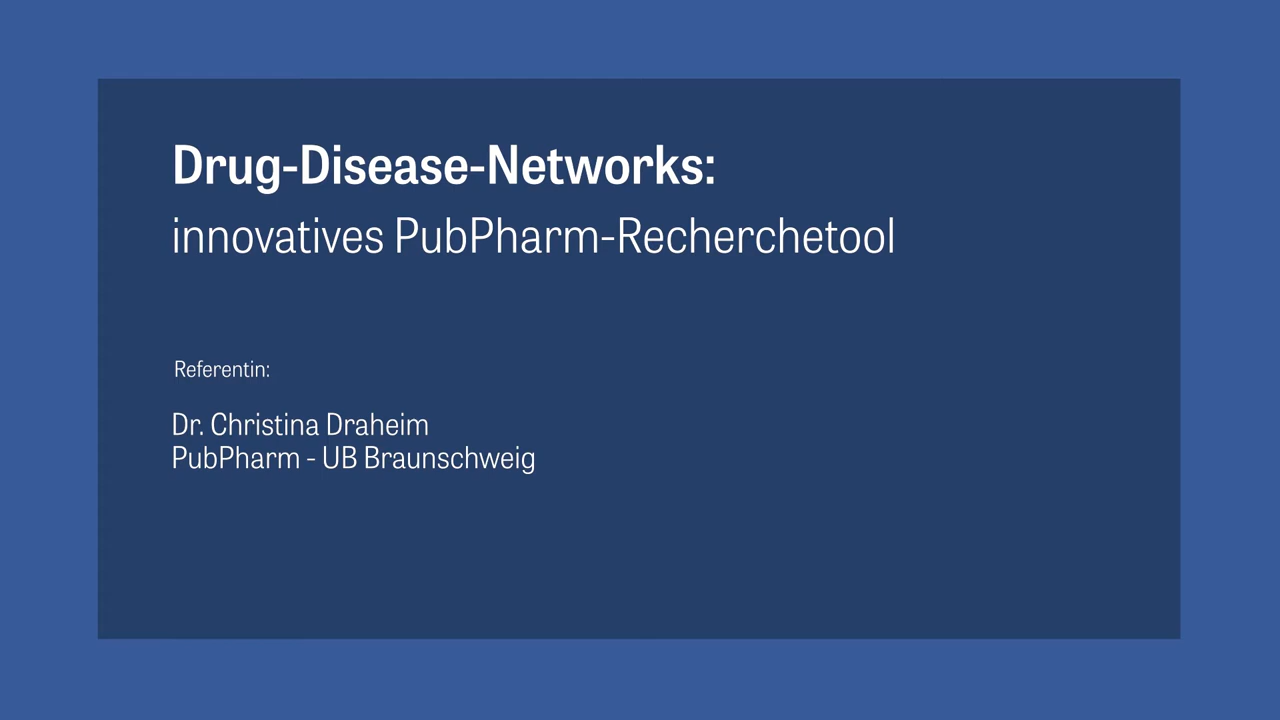 Drug-Disease-Networks:
innovatives PubPharm-Recherchetool
Referentin:
Dr. Christina Draheim
PubPharm - UB Braunschweig